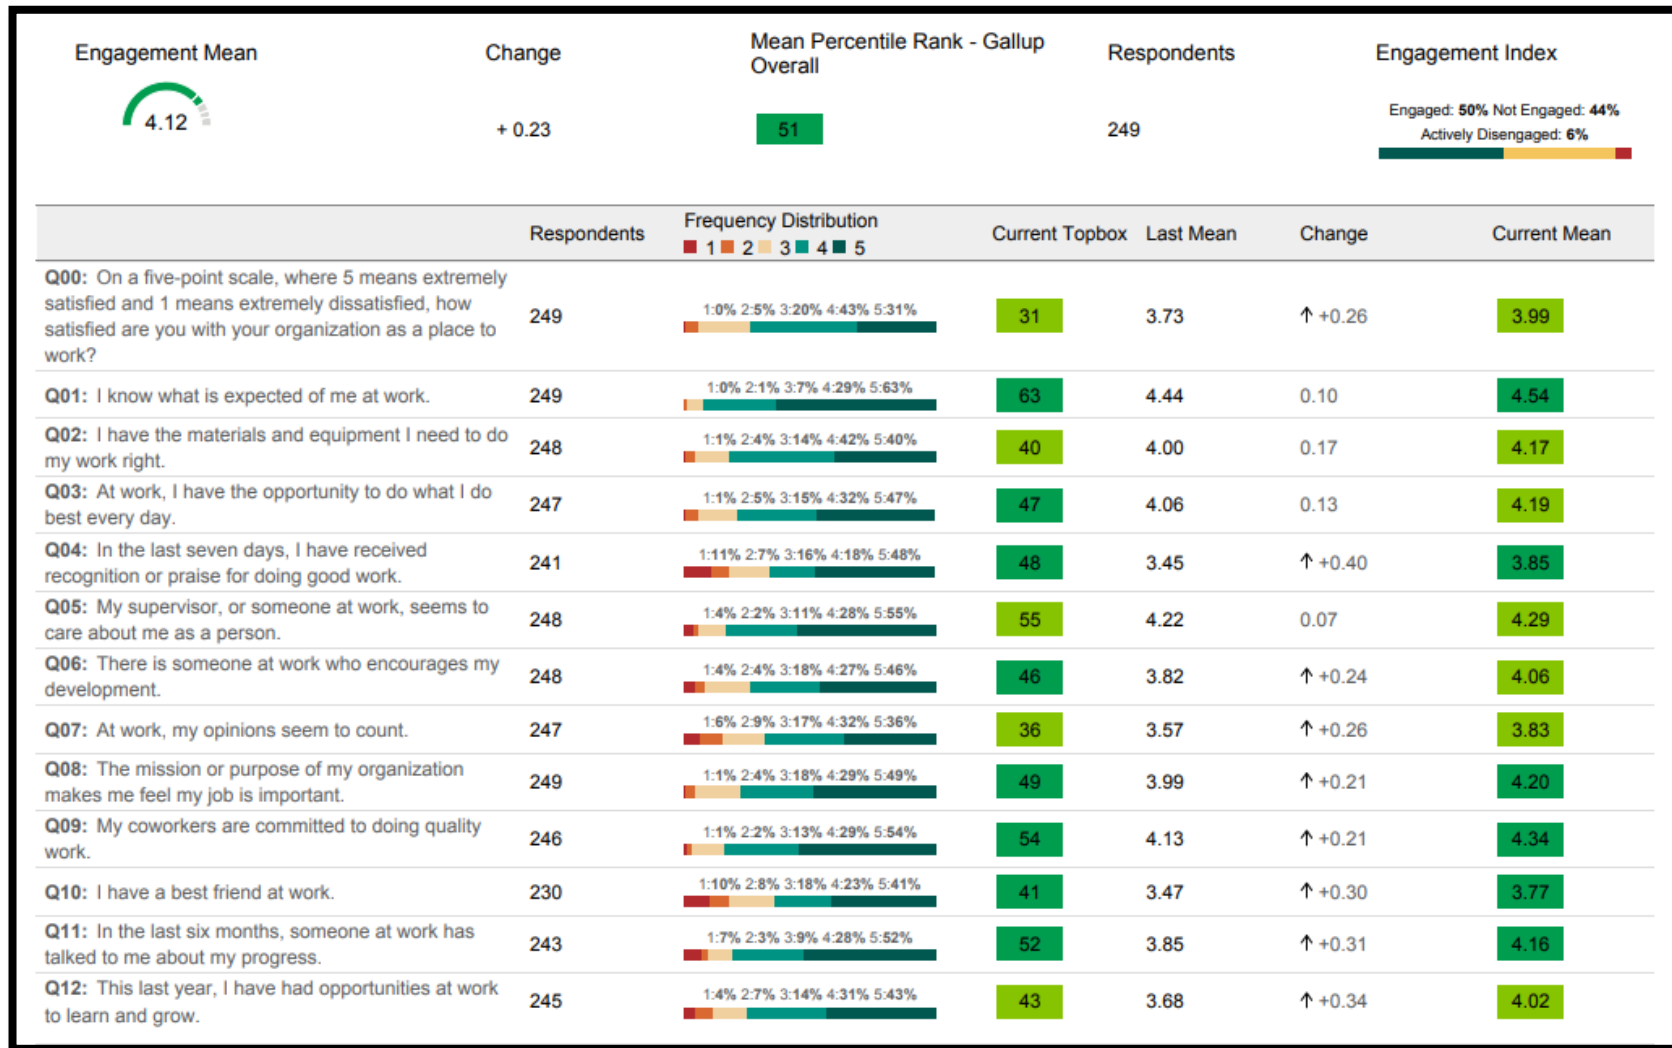 Engagement Mean
Change
Mean Percentile Rank - Gallup
Overall
Respondents
Engagement Index
4.12
+ 0.23
51
249
Engaged: 50% Not Engaged: 44%
Actively Disengaged: 6%
Respondents
Frequency Distribution
1 2 3 4 5
Current Topbox
Last Mean
Change
Current Mean
Q00: On a five-point scale, where 5 means extremely
satisfied and 1 means extremely dissatisfied, how
satisfied are you with your organization as a place to
work?
249
1:0% 2:5% 3:20% 4:43% 5:31%
31
3.73
↑ +0.26
3.99
Q01: I know what is expected of me at work.
249
1:0% 2:1% 3:7% 4:29% 5:63%
63
4.44
0.10
4.54
Q02: I have the materials and equipment I need to do
my work right.
248
1:1% 2:4% 3:14% 4:42% 5:40%
40
4.00
0.17
4.17
Q03: At work, I have the opportunity to do what I do
best every day.
247
1:1% 2:5% 3:15% 4:32% 5:47%
47
4.06
0.13
4.19
Q04: In the last seven days, I have received
recognition or praise for doing good work.
241
1:11% 2:7% 3:16% 4:18% 5:48%
48
3.45
↑ +0.40
3.85
Q05: My supervisor, or someone at work, seems to
care about me as a person.
248
1:4% 2:2% 3:11% 4:28% 5:55%
55
4.22
0.07
4.29
Q06: There is someone at work who encourages my
development.
248
1:4% 2:4% 3:18% 4:27% 5:46%
46
3.82
↑ +0.24
4.06
Q07: At work, my opinions seem to count.
247
1:6% 2:9% 3:17% 4:32% 5:36%
36
3.57
↑ +0.26
3.83
Q08: The mission or purpose of my organization
makes me feel my job is important.
249
1:1% 2:4% 3:18% 4:29% 5:49%
49
3.99
↑ +0.21
4.20
Q09: My coworkers are committed to doing quality
work.
246
1:1% 2:2% 3:13% 4:29% 5:54%
54
4.13
↑ +0.21
4.34
Q10: I have a best friend at work.
230
1:10% 2:8% 3:18% 4:23% 5:41%
41
3.47
↑ +0.30
3.77
Q11: In the last six months, someone at work has
talked to me about my progress.
243
1:7% 2:3% 3:9% 4:28% 5:52%
52
3.85
↑ +0.31
4.16
Q12: This last year, I have had opportunities at work
to learn and grow.
245
1:4% 2:7% 3:14% 4:31% 5:43%
43
3.68
↑ +0.34
4.02